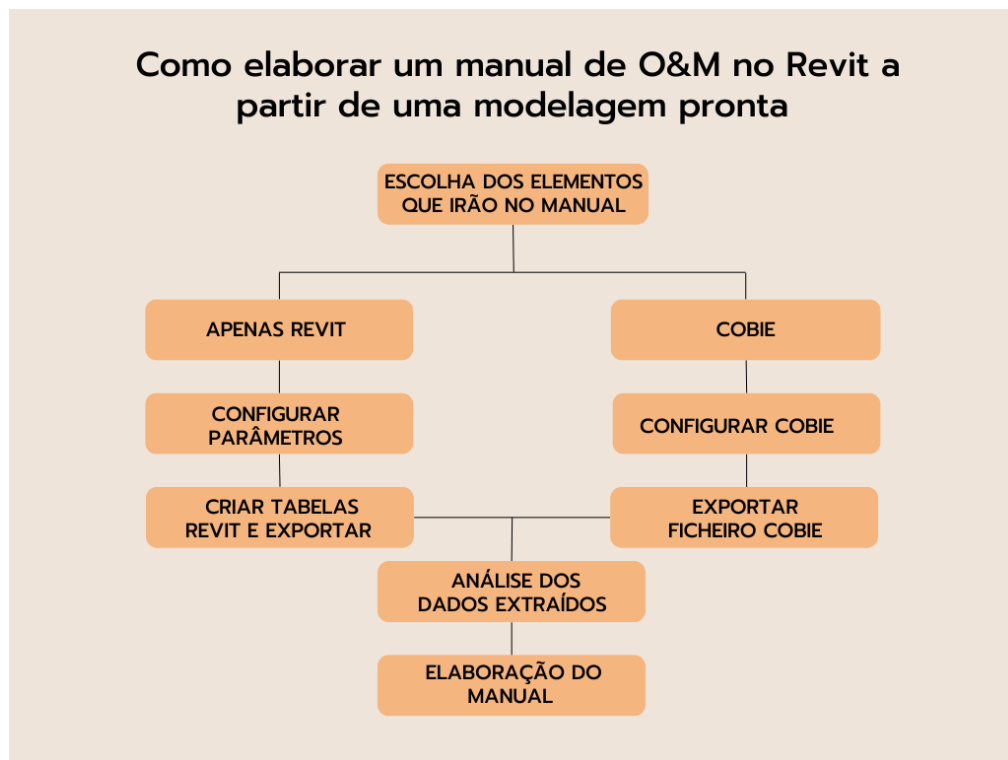 Como elaborar um manual de O&M no Revit a
partir de uma modelagem pronta
ESCOLHA DOS ELEMENTOS
QUE IRÃO NO MANUAL
APENAS REVIT
COBIE
CONFIGURAR
PARÂMETROS
CONFIGURAR COBIE
CRIAR TABELAS
REVIT E EXPORTAR
EXPORTAR
FICHEIRO COBIE
ANÁLISE DOS
DADOS EXTRAÍDOS
ELABORAÇÃO DO
MANUAL